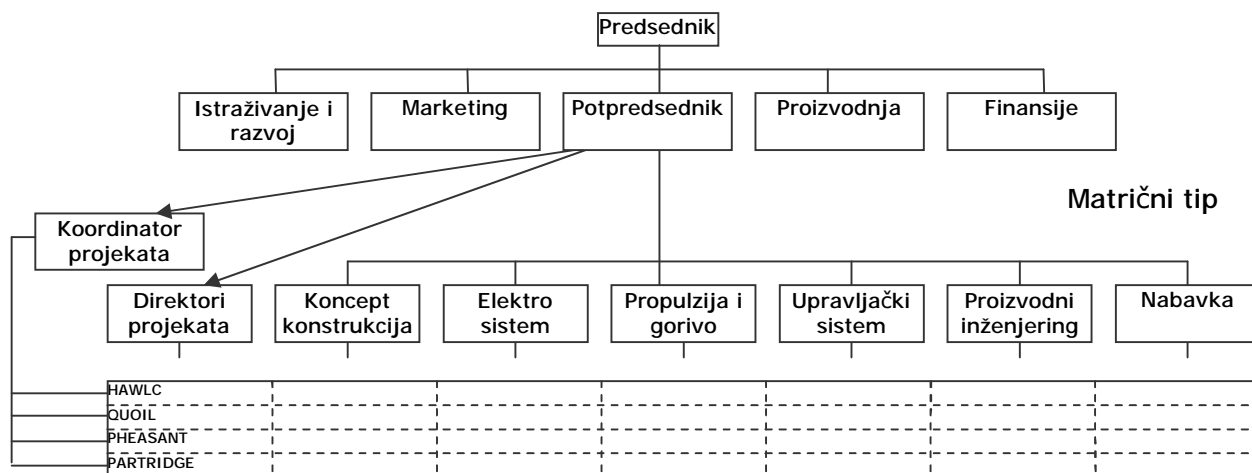 Predsednik
Istraživanje i
razvoj
Marketing
Potpredsednik
Proizvodnja
Finansije
Matrični tip
Koordinator
projekata
Direktori
projekata
Koncept
konstrukcija
Elektro
sistem
Propulzija i
gorivo
Upravljački
sistem
Proizvodni
inženjering
Nabavka
HAWLC
QUOIL
PHEASANT
PARTRIDGE